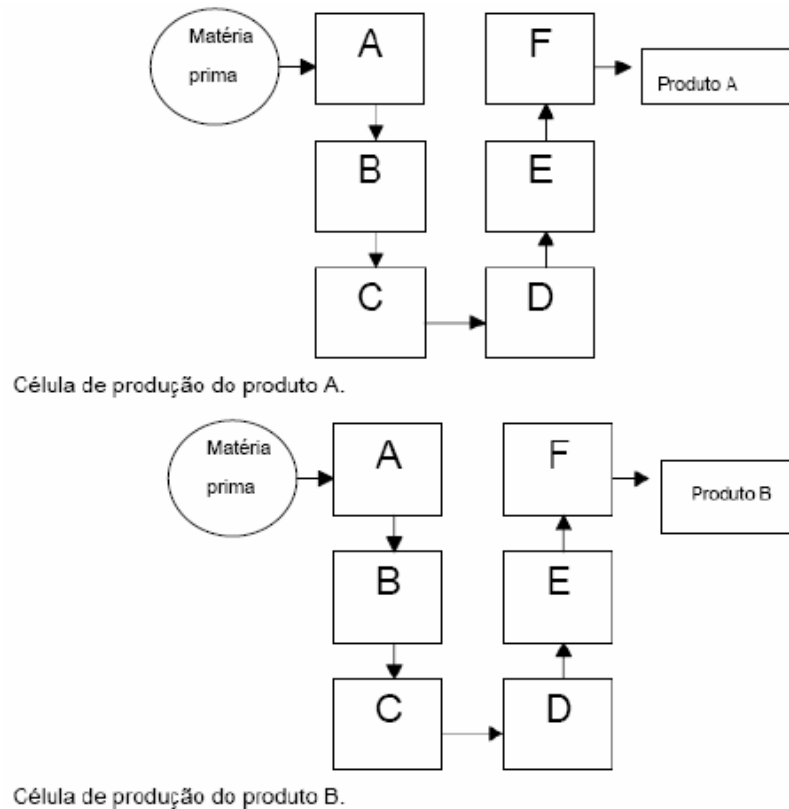 Matéria
prima
A
F
Produto A
B
E
C
D
Célula de produção do produto A.
Matéria
prima
A
F
Produto B
B
E
C
D
Célula de produção do produto B.